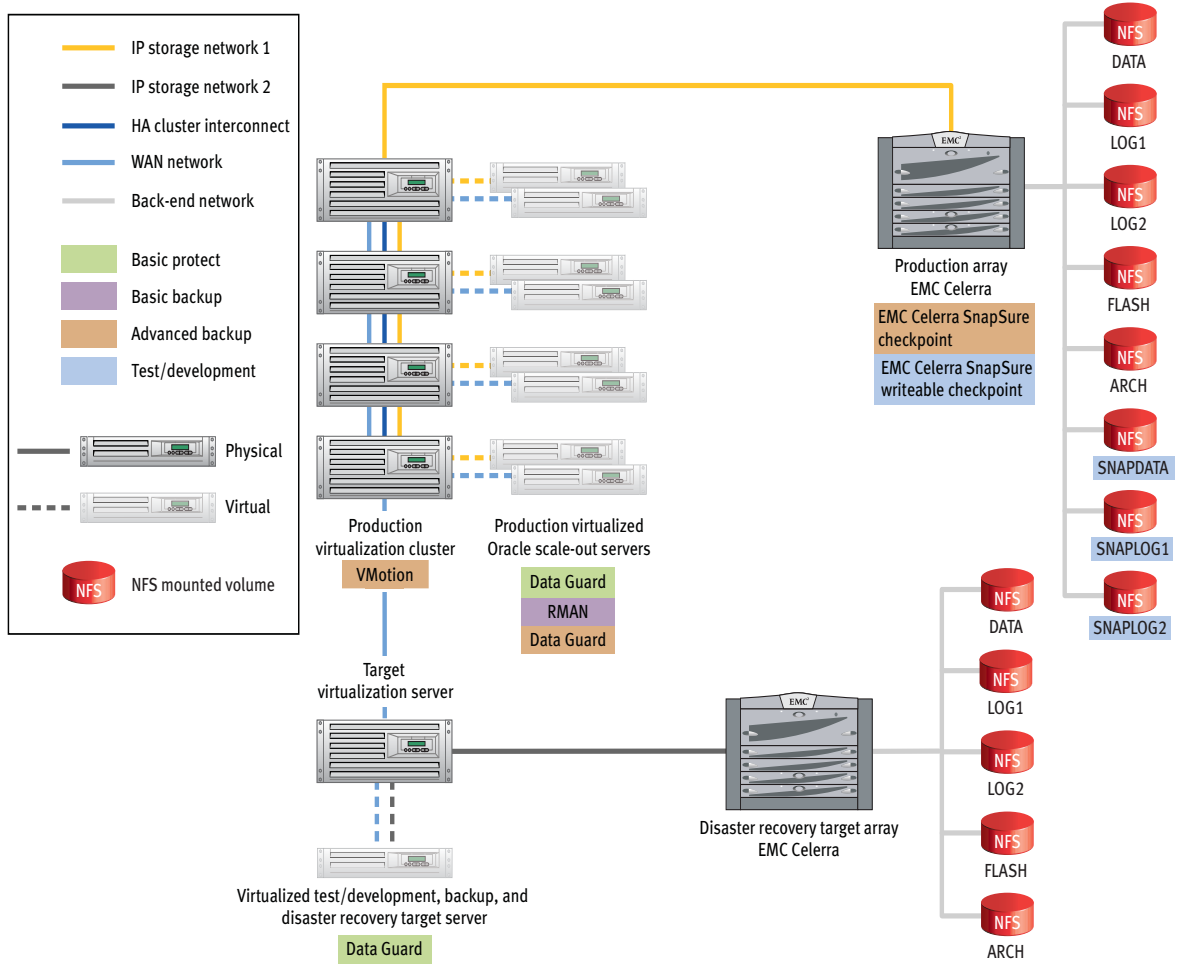 IP storage network 1
IP storage network 2
HA cluster interconnect
WAN network
Back-end network
Basic protect
Basic backup
Advanced backup
Test/development
Physical
Virtual
NFS
NFS mounted volume
Production
virtualization cluster
VMotion
Production virtualized
Oracle scale-out servers
Data Guard
RMAN
Data Guard
EMC²
Production array
EMC Celerra
EMC Celerra SnapSure
checkpoint
EMC Celerra SnapSure
writeable checkpoint
NFS
DATA
NFS
LOG1
NFS
LOG2
NFS
FLASH
NFS
ARCH
NFS
SNAPDATA
NFS
SNAPLOG1
NFS
SNAPLOG2
Target
virtualization server
Virtualized test/development, backup, and
disaster recovery target server
Data Guard
EMC²
Disaster recovery target array
EMC Celerra
NFS
DATA
NFS
LOG1
NFS
LOG2
NFS
FLASH
NFS
ARCH